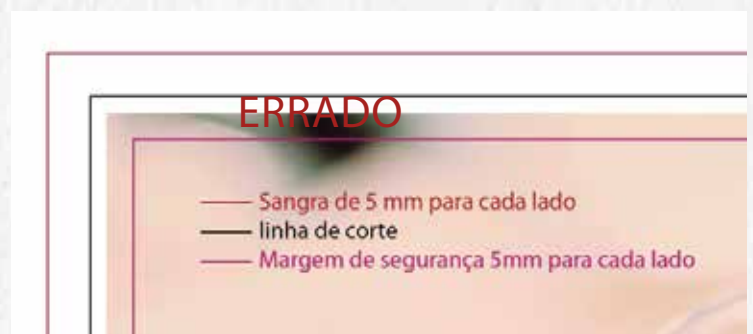 ERRADO
Sangra de 5 mm para cada lado
linha de corte
Margem de segurança 5mm para cada lado